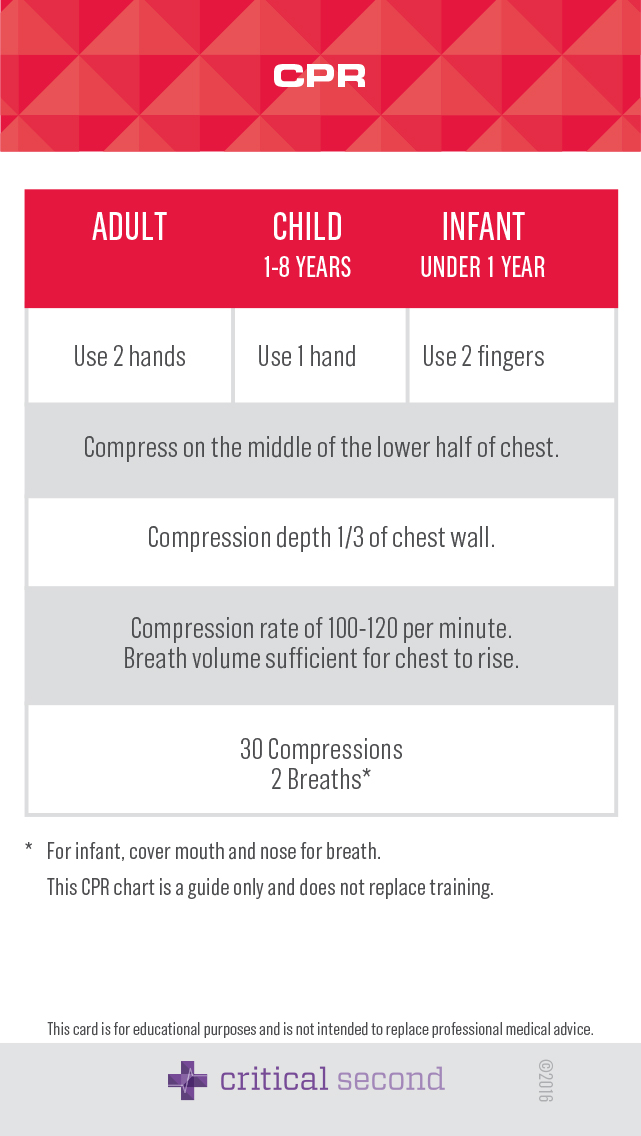 CPR
ADULT CHILD INFANT
1-8 YEARS UNDER 1 YEAR
Use 2 hands Use 1 hand Use 2 fingers
Compress on the middle of the lower half of chest.
Compression depth 1/3 of chest wall.
Compression rate of 100-120 per minute.
Breath volume sufficient for chest to rise.
30 Compressions
2 Breaths*
* For infant, cover mouth and nose for breath.
This CPR chart is a guide only and does not replace training.
This card is for educational purposes and is not intended to replace professional medical advice.
critical second
©2016